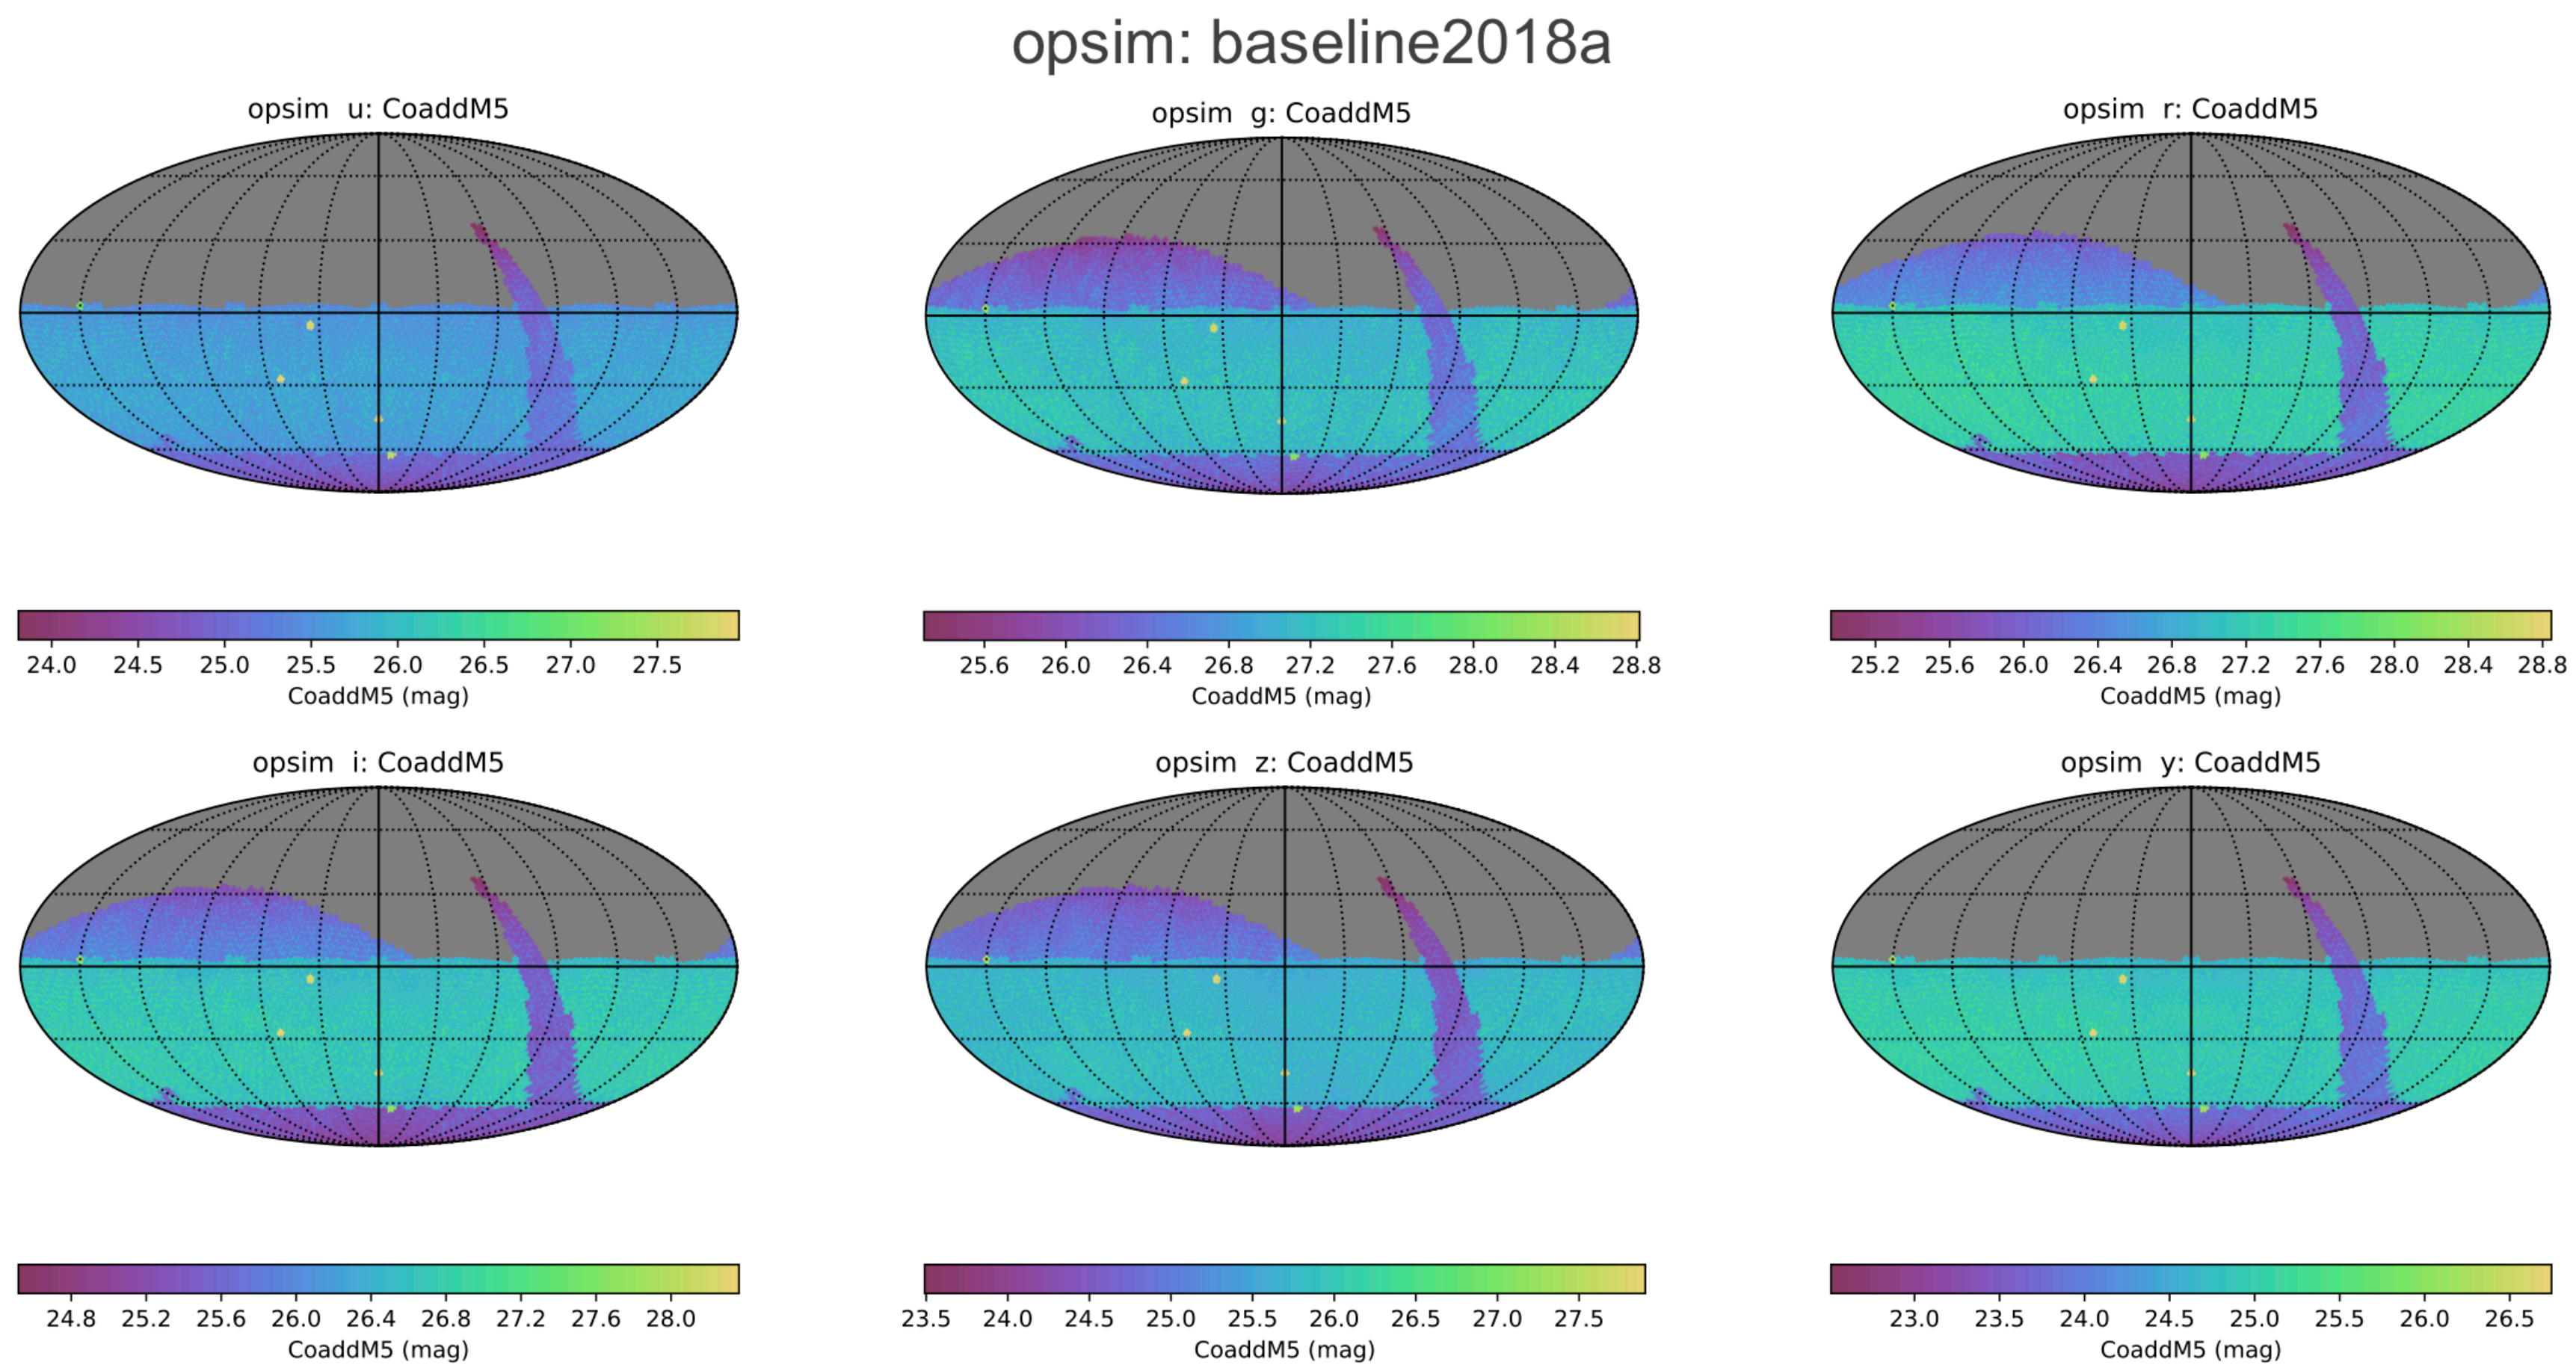 opsim: baseline2018a
opsim  u: CoaddM5
opsim  g: CoaddM5
opsim  r: CoaddM5
24.0 24.5 25.0 25.5 26.0 26.5 27.0 27.5
CoaddM5 (mag)
25.6 26.0 26.4 26.8 27.2 27.6 28.0 28.4 28.8
CoaddM5 (mag)
25.2 25.6 26.0 26.4 26.8 27.2 27.6 28.0 28.4 28.8
CoaddM5 (mag)
opsim  i: CoaddM5
opsim  z: CoaddM5
opsim  y: CoaddM5
24.8 25.2 25.6 26.0 26.4 26.8 27.2 27.6 28.0
CoaddM5 (mag)
23.5 24.0 24.5 25.0 25.5 26.0 26.5 27.0 27.5
CoaddM5 (mag)
23.0 23.5 24.0 24.5 25.0 25.5 26.0 26.5
CoaddM5 (mag)